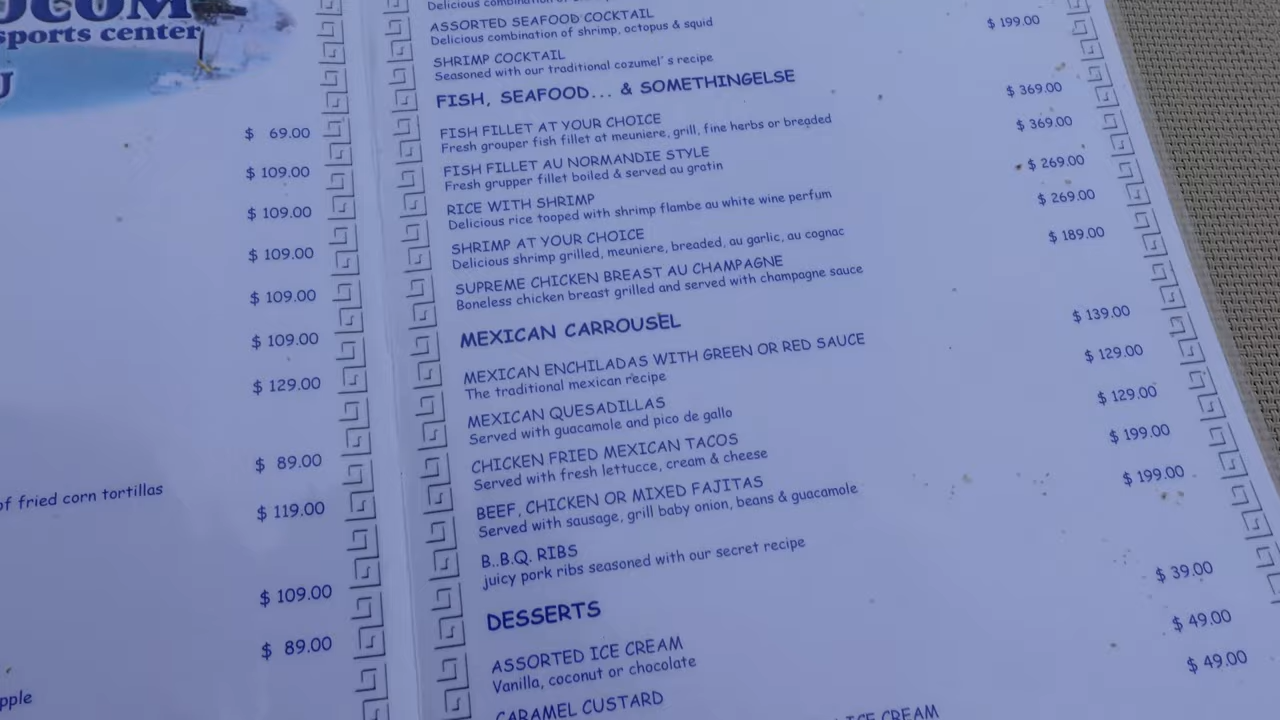 sports center
$ 69.00
$ 109.00
$ 109.00
$ 109.00
$ 109.00
$ 109.00
$ 129.00
$ 89.00
of fried corn tortillas
$ 119.00
$ 109.00
$ 89.00
ASSORTED SEAFOOD COCKTAIL
Delicious combination of shrimp, octopus & squid
$ 199.00
SHRIMP COCKTAIL
Seasoned with our traditional cozumel' s recipe
FISH, SEAFOOD... & SOMETHINGELSE
FISH FILLET AT YOUR CHOICE $ 369.00
Fresh grouper fish fillet at meuniere, grill, fine herbs or breaded
FISH FILLET AU NORMANDIE STYLE $ 369.00
Fresh grupper fillet boiled & served au gratin
RICE WITH SHRIMP $ 269.00
Delicious rice tooped with shrimp flambe au white wine perfum
SHRIMP AT YOUR CHOICE $ 269.00
Delicious shrimp grilled, meuniere, breaded, au garlic, au cognac
SUPREME CHICKEN BREAST AU CHAMPAGNE $ 189.00
Boneless chicken breast grilled and served with champagne sauce
MEXICAN CARROUSEL
MEXICAN ENCHILADAS WITH GREEN OR RED SAUCE $ 139.00
The traditional mexican recipe
MEXICAN QUESADILLAS $ 129.00
Served with guacamole and pico de gallo
CHICKEN FRIED MEXICAN TACOS $ 129.00
Served with fresh lettucce, cream & cheese
BEEF, CHICKEN OR MIXED FAJITAS $ 199.00
Served with sausage, grill baby onion, beans & guacamole
B..B.Q. RIBS $ 199.00
juicy pork ribs seasoned with our secret recipe
DESSERTS
ASSORTED ICE CREAM $ 39.00
Vanilla, coconut or chocolate
CARAMEL CUSTARD $ 49.00
ICE CREAM $ 49.00